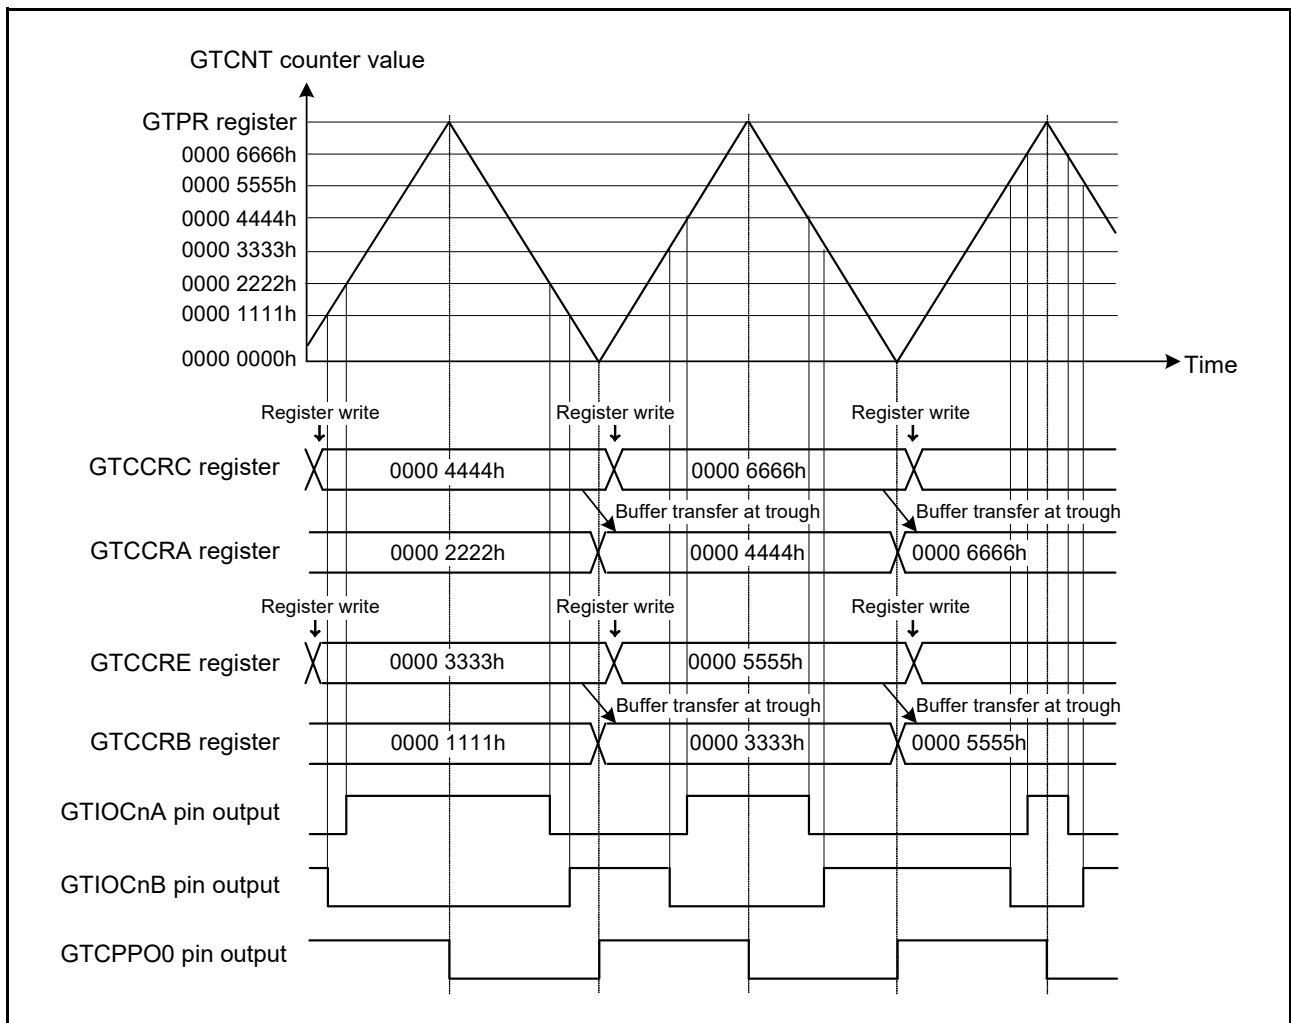 GTCNT counter value
GTPR register
0000 6666h
0000 5555h
0000 4444h
0000 3333h
0000 2222h
0000 1111h
0000 0000h
Time
Register write Register write Register write
GTCCRC register 0000 4444h 0000 6666h
Buffer transfer at trough Buffer transfer at trough
GTCCRA register 0000 2222h 0000 4444h 0000 6666h
Register write Register write Register write
GTCCRE register 0000 3333h 0000 5555h
Buffer transfer at trough Buffer transfer at trough
GTCCRB register 0000 1111h 0000 3333h 0000 5555h
GTIOCnA pin output
GTIOCnB pin output
GTCPPO0 pin output